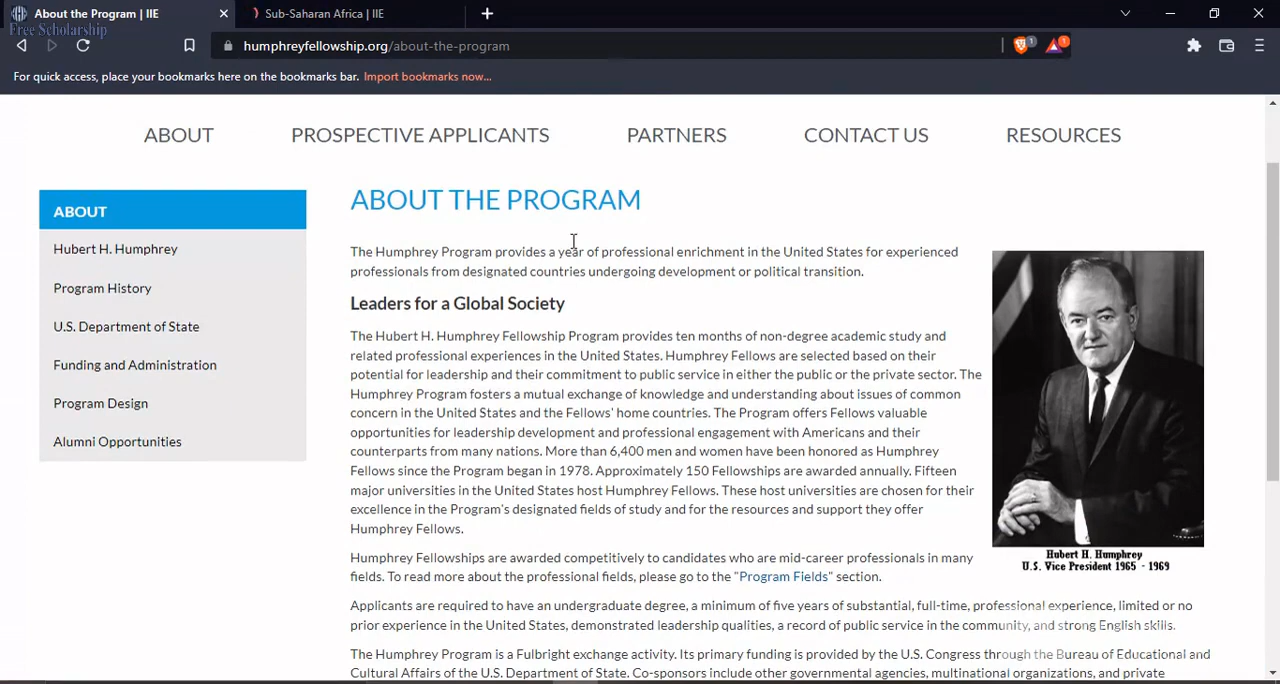 About the Program | IIE
Sub-Saharan Africa | IIE
Free Scholarship
humphreyfellowship.org/about-the-program
1
1
For quick access, place your bookmarks here on the bookmarks bar. Import bookmarks now...
ABOUT
PROSPECTIVE APPLICANTS
PARTNERS
CONTACT US
RESOURCES
ABOUT
Hubert H. Humphrey
Program History
U.S. Department of State
Funding and Administration
Program Design
Alumni Opportunities
ABOUT THE PROGRAM
The Humphrey Program provides a year of professional enrichment in the United States for experienced
professionals from designated countries undergoing development or political transition.
Leaders for a Global Society
The Hubert H. Humphrey Fellowship Program provides ten months of non-degree academic study and
related professional experiences in the United States. Humphrey Fellows are selected based on their
potential for leadership and their commitment to public service in either the public or the private sector. The
Humphrey Program fosters a mutual exchange of knowledge and understanding about issues of common
concern in the United States and the Fellows' home countries. The Program offers Fellows valuable
opportunities for leadership development and professional engagement with Americans and their
counterparts from many nations. More than 6,400 men and women have been honored as Humphrey
Fellows since the Program began in 1978. Approximately 150 Fellowships are awarded annually. Fifteen
major universities in the United States host Humphrey Fellows. These host universities are chosen for their
excellence in the Program's designated fields of study and for the resources and support they offer
Humphrey Fellows.
Hubert H. Humphrey
U.S. Vice President 1965 - 1969
Humphrey Fellowships are awarded competitively to candidates who are mid-career professionals in many
fields. To read more about the professional fields, please go to the "Program Fields" section.
Applicants are required to have an undergraduate degree, a minimum of five years of substantial, full-time, professional experience, limited or no
prior experience in the United States, demonstrated leadership qualities, a record of public service in the community, and strong English skills.
The Humphrey Program is a Fulbright exchange activity. Its primary funding is provided by the U.S. Congress through the Bureau of Educational and
Cultural Affairs of the U.S. Department of State. Co-sponsors include other governmental agencies, multinational organizations, and private